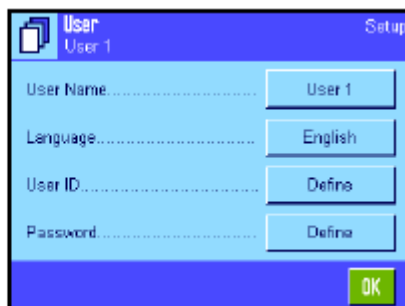 User
Setup
User 1
User Name.............................. User 1
Language................................ English
User ID.................................... Define
Password................................ Define
OK